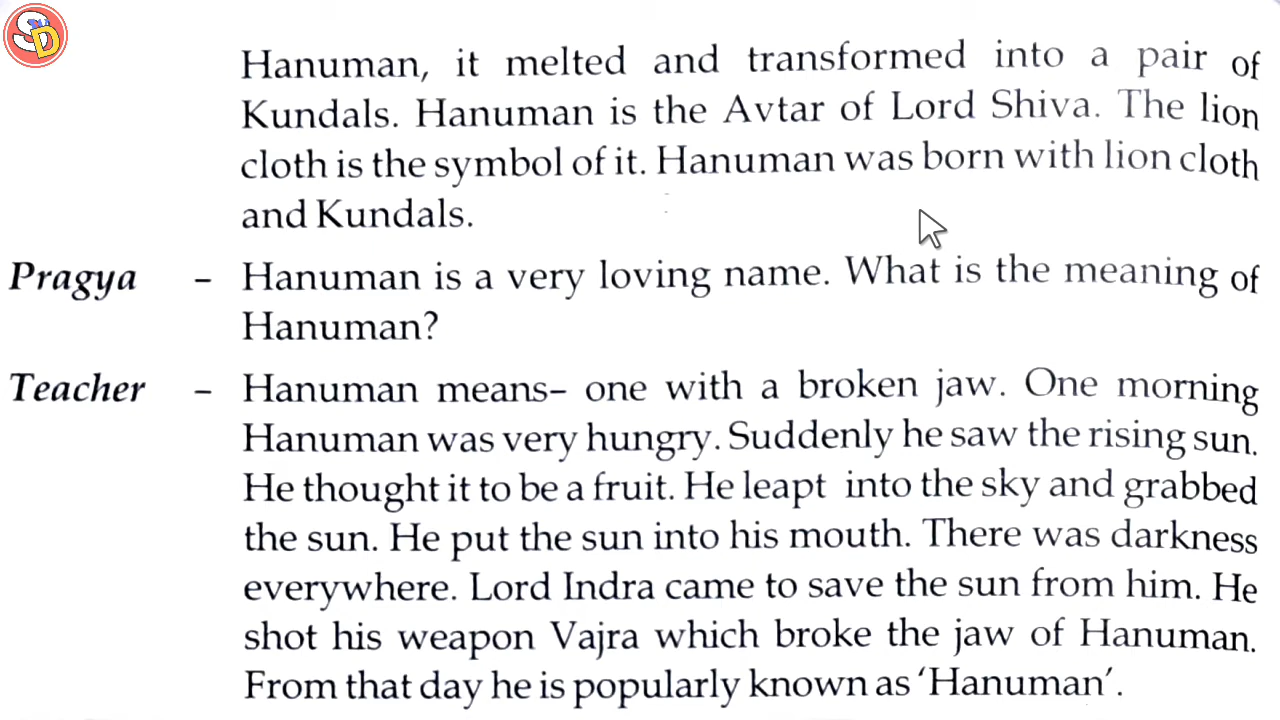 SD
Hanuman, it melted and transformed into a pair of
Kundals. Hanuman is the Avtar of Lord Shiva. The lion
cloth is the symbol of it. Hanuman was born with lion cloth
and Kundals.
Pragya – Hanuman is a very loving name. What is the meaning of
Hanuman?
Teacher – Hanuman means– one with a broken jaw. One morning
Hanuman was very hungry. Suddenly he saw the rising sun.
He thought it to be a fruit. He leapt into the sky and grabbed
the sun. He put the sun into his mouth. There was darkness
everywhere. Lord Indra came to save the sun from him. He
shot his weapon Vajra which broke the jaw of Hanuman.
From that day he is popularly known as ‘Hanuman’.